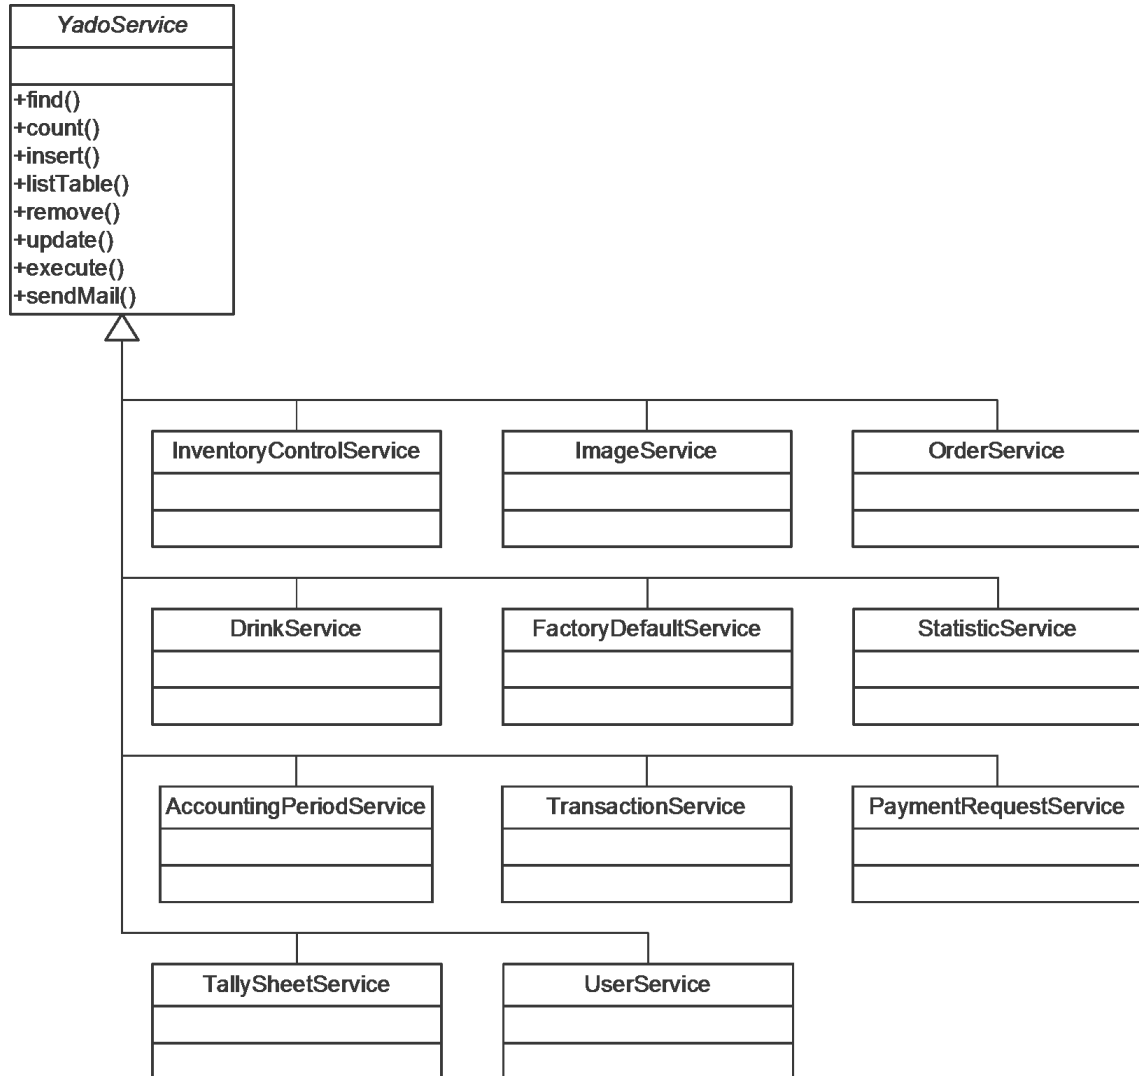 YadoService
+find()
+count()
+insert()
+listTable()
+remove()
+update()
+execute()
+sendMail()
InventoryControlService
ImageService
OrderService
DrinkService
FactoryDefaultService
StatisticService
AccountingPeriodService
TransactionService
PaymentRequestService
TallySheetService
UserService